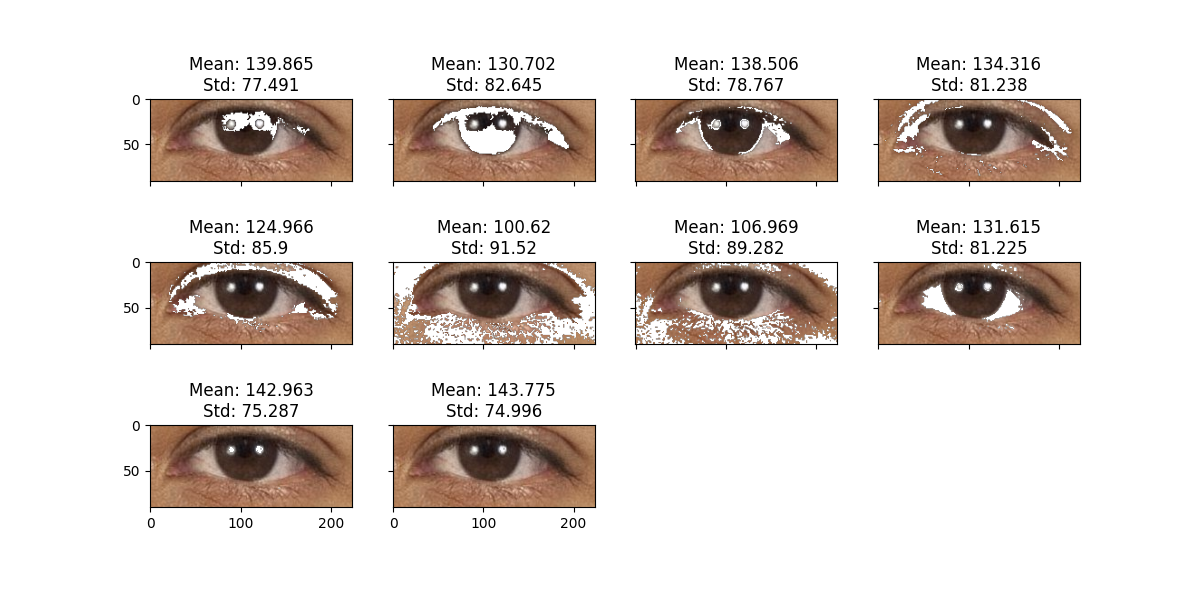 Mean: 139.865
Std: 77.491
Mean: 130.702
Std: 82.645
Mean: 138.506
Std: 78.767
Mean: 134.316
Std: 81.238
0
50
Mean: 124.966
Std: 85.9
Mean: 100.62
Std: 91.52
Mean: 106.969
Std: 89.282
Mean: 131.615
Std: 81.225
0
50
Mean: 142.963
Std: 75.287
Mean: 143.775
Std: 74.996
0
50
0 100 200
0 100 200